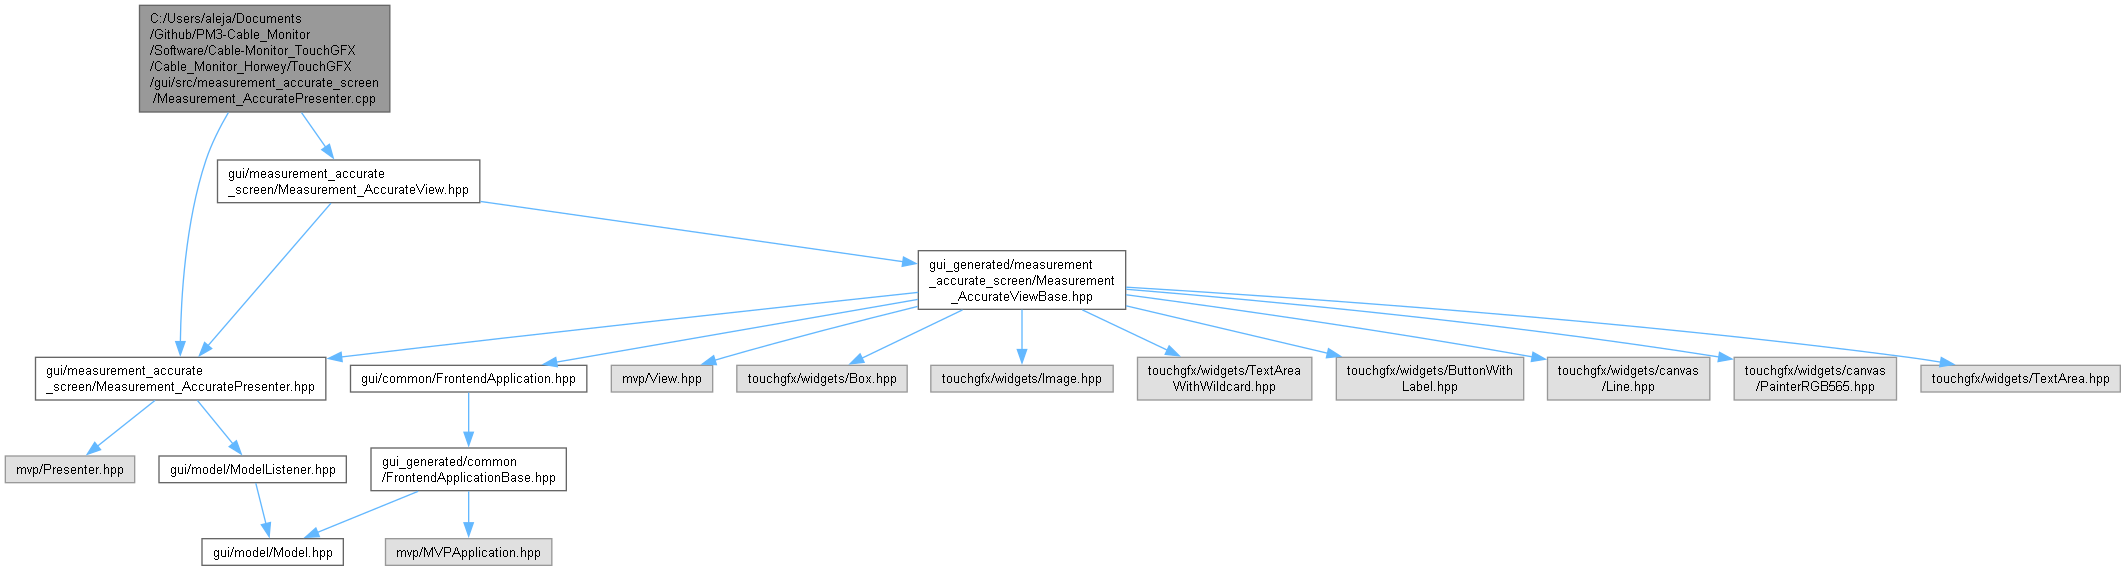 C:/Users/aleja/Documents
/Github/PM3-Cable_Monitor
/Software/Cable-Monitor_TouchGFX
/Cable_Monitor_Horwey/TouchGFX
/gui/src/measurement_accurate_screen
/Measurement_AccuratePresenter.cpp
gui/measurement_accurate
_screen/Measurement_AccurateView.hpp
gui_generated/measurement
_accurate_screen/Measurement
_AccurateViewBase.hpp
gui/measurement_accurate
_screen/Measurement_AccuratePresenter.hpp
gui/common/FrontendApplication.hpp
mvp/View.hpp
touchgfx/widgets/Box.hpp
touchgfx/widgets/Image.hpp
touchgfx/widgets/TextArea
WithWildcard.hpp
touchgfx/widgets/ButtonWith
Label.hpp
touchgfx/widgets/canvas
/Line.hpp
touchgfx/widgets/canvas
/PainterRGB565.hpp
touchgfx/widgets/TextArea.hpp
mvp/Presenter.hpp
gui/model/ModelListener.hpp
gui_generated/common
/FrontendApplicationBase.hpp
gui/model/Model.hpp
mvp/MVPApplication.hpp